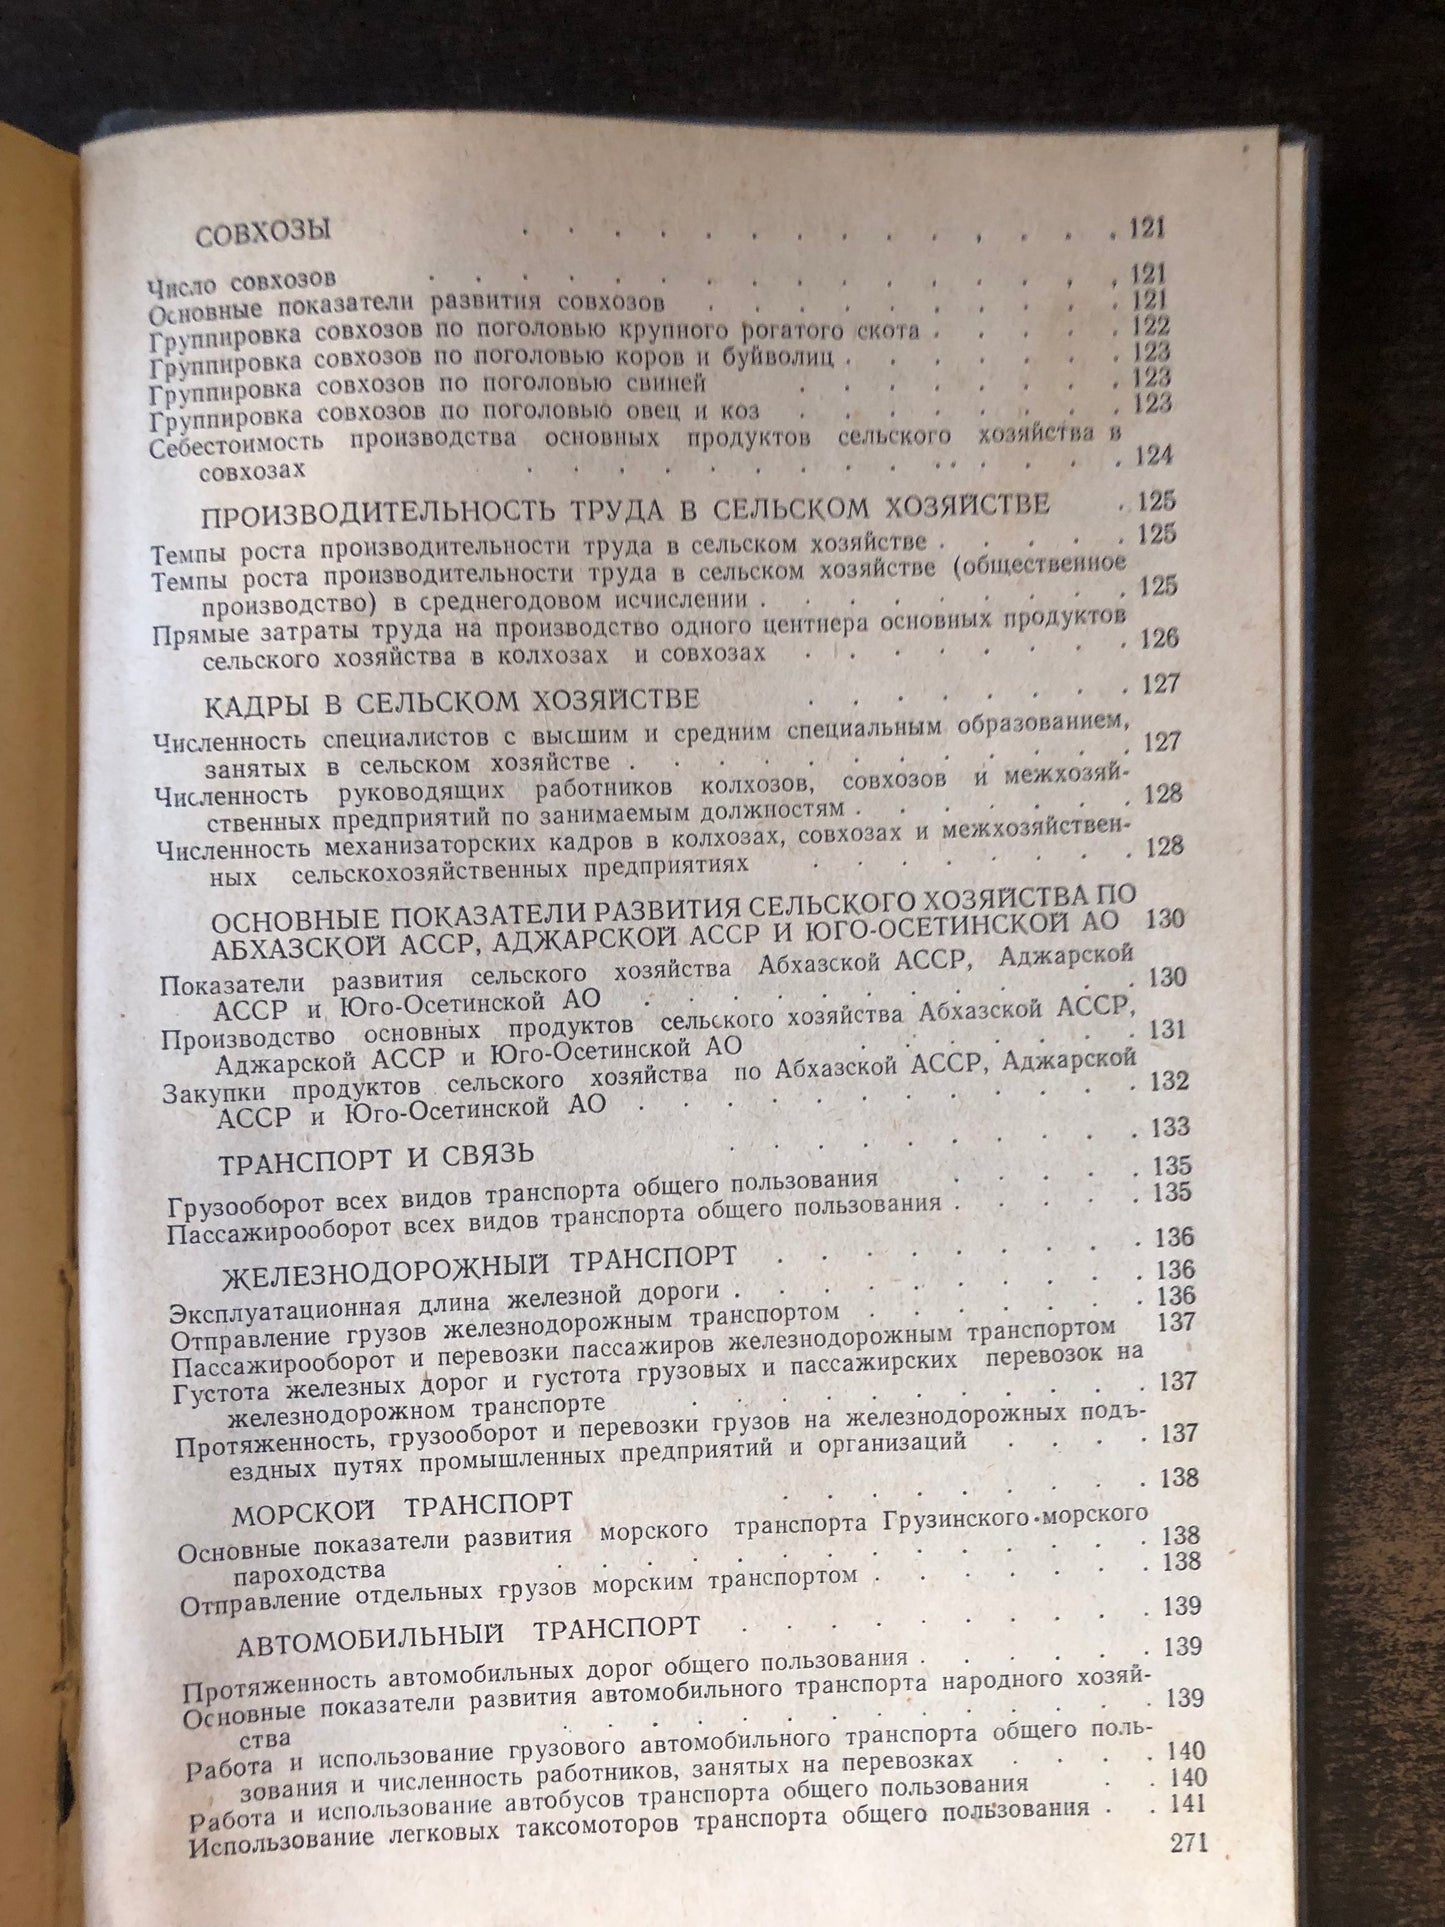 СОВХОЗЫ . . . . . . . . . . . . . . 121
Число совхозов . . . . . . . . . . . . . . . . 121
Основные показатели развития совхозов . . . . . . . . . . 121
Группировка совхозов по поголовью крупного рогатого скота . . . . . 122
Группировка совхозов по поголовью коров и буйволиц . . . . . . . 123
Группировка совхозов по поголовью свиней . . . . . . . . 123
Группировка совхозов по поголовью овец и коз . . . . . . . . 123
Себестоимость производства основных продуктов сельского хозяйства в
совхозах . . . . . . . . . . . . . . 124
ПРОИЗВОДИТЕЛЬНОСТЬ ТРУДА В СЕЛЬСКОМ ХОЗЯЙСТВЕ . 125
Темпы роста производительности труда в сельском хозяйстве . . . . . 125
Темпы роста производительности труда в сельском хозяйстве (общественное
производство) в среднегодовом исчислении . . . . . . . . . 125
Прямые затраты труда на производство одного центнера основных продуктов
сельского хозяйства в колхозах и совхозах . . . . . . . . 126
КАДРЫ В СЕЛЬСКОМ ХОЗЯЙСТВЕ . . . . . . . . 127
Численность специалистов с высшим и средним специальным образованием,
занятых в сельском хозяйстве . . . . . . . . . . . . 127
Численность руководящих работников колхозов, совхозов и межхозяй-
ственных предприятий по занимаемым должностям . . . . . . . 128
Численность механизаторских кадров в колхозах, совхозах и межхозяйствен-
ных сельскохозяйственных предприятиях . . . . . . . . 128
ОСНОВНЫЕ ПОКАЗАТЕЛИ РАЗВИТИЯ СЕЛЬСКОГО ХОЗЯЙСТВА ПО
АБХАЗСКОЙ АССР, АДЖАРСКОЙ АССР И ЮГО-ОСЕТИНСКОЙ АО 130
Показатели развития сельского хозяйства Абхазской АССР, Аджарской
АССР и Юго-Осетинской АО . . . . . . . . . . . 130
Производство основных продуктов сельского хозяйства Абхазской АССР,
Аджарской АССР и Юго-Осетинской АО . . . . . . . 131
Закупки продуктов сельского хозяйства по Абхазской АССР, Аджарской
АССР и Юго-Осетинской АО . . . . . . . . . . . . 132
ТРАНСПОРТ И СВЯЗЬ . . . . . . . . . . 133
Грузооборот всех видов транспорта общего пользования . . . . . 135
Пассажирооборот всех видов транспорта общего пользования . . . . . 135
ЖЕЛЕЗНОДОРОЖНЫЙ ТРАНСПОРТ . . . . . . . . . 136
Эксплуатационная длина железной дороги . . . . . . . . . . 136
Отправление грузов железнодорожным транспортом . . . . . . . 136
Пассажирооборот и перевозки пассажиров железнодорожным транспортом 137
Густота железных дорог и густота грузовых и пассажирских перевозок на
железнодорожном транспорте . . . . . . . . . . . 137
Протяженность, грузооборот и перевозки грузов на железнодорожных подъ-
ездных путях промышленных предприятий и организаций . . . . 137
МОРСКОЙ ТРАНСПОРТ . . . . . . . . . 138
Основные показатели развития морского транспорта Грузинского морского
пароходства . . . . . . . . . . . . . . 138
Отправление отдельных грузов морским транспортом . . . . . . . 138
АВТОМОБИЛЬНЫЙ ТРАНСПОРТ . . . . . . . . . . 139
Протяженность автомобильных дорог общего пользования . . . . . . 139
Основные показатели развития автомобильного транспорта народного хозяй-
ства . . . . . . . . . . . . . . 139
Работа и использование грузового автомобильного транспорта общего поль-
зования и численность работников, занятых на перевозках . . . . 140
Работа и использование автобусов транспорта общего пользования . . 140
Использование легковых таксомоторов транспорта общего пользования . . 141
271